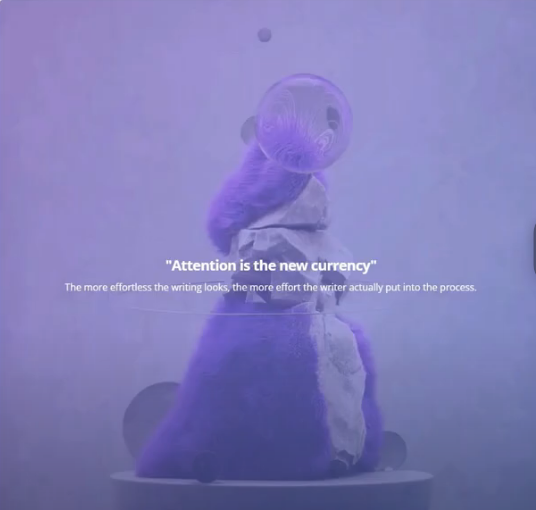 "Attention is the new currency"
The more effortless the writing looks, the more effort the writer actually put into the process.